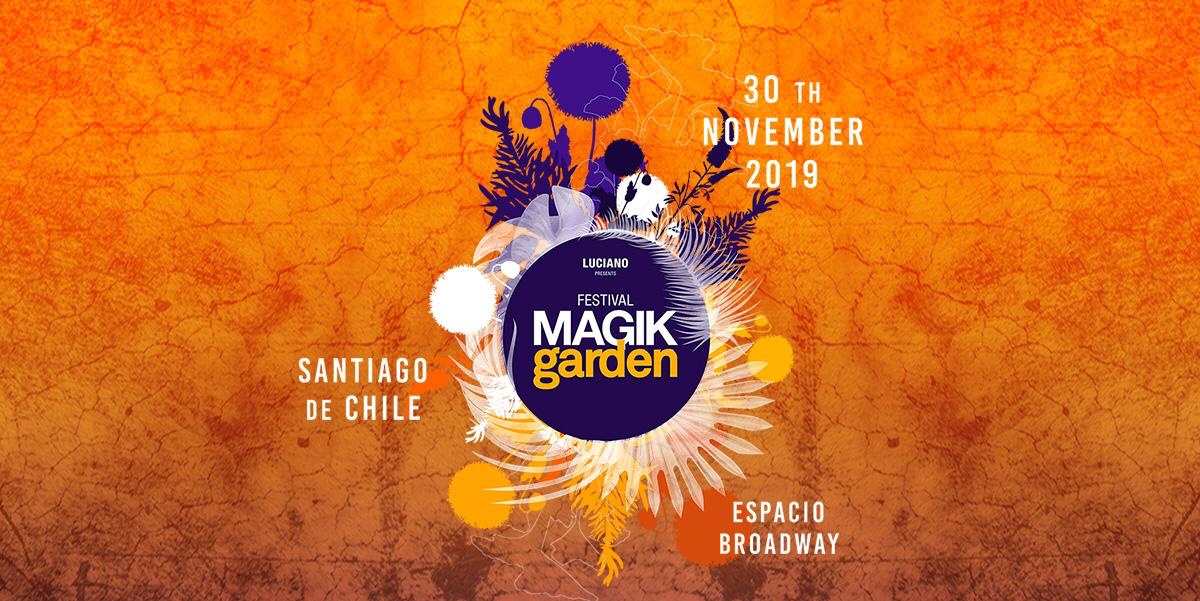 30 TH
NOVEMBER
2019
LUCIANO
PRESENTS
FESTIVAL
MAGIK
garden
SANTIAGO
DE CHILE
ESPACIO
BROADWAY